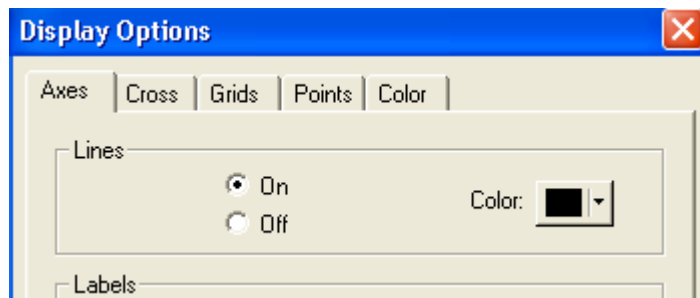 Display Options
Axes Cross Grids Points Color
Lines
On
Color:
Off
Labels